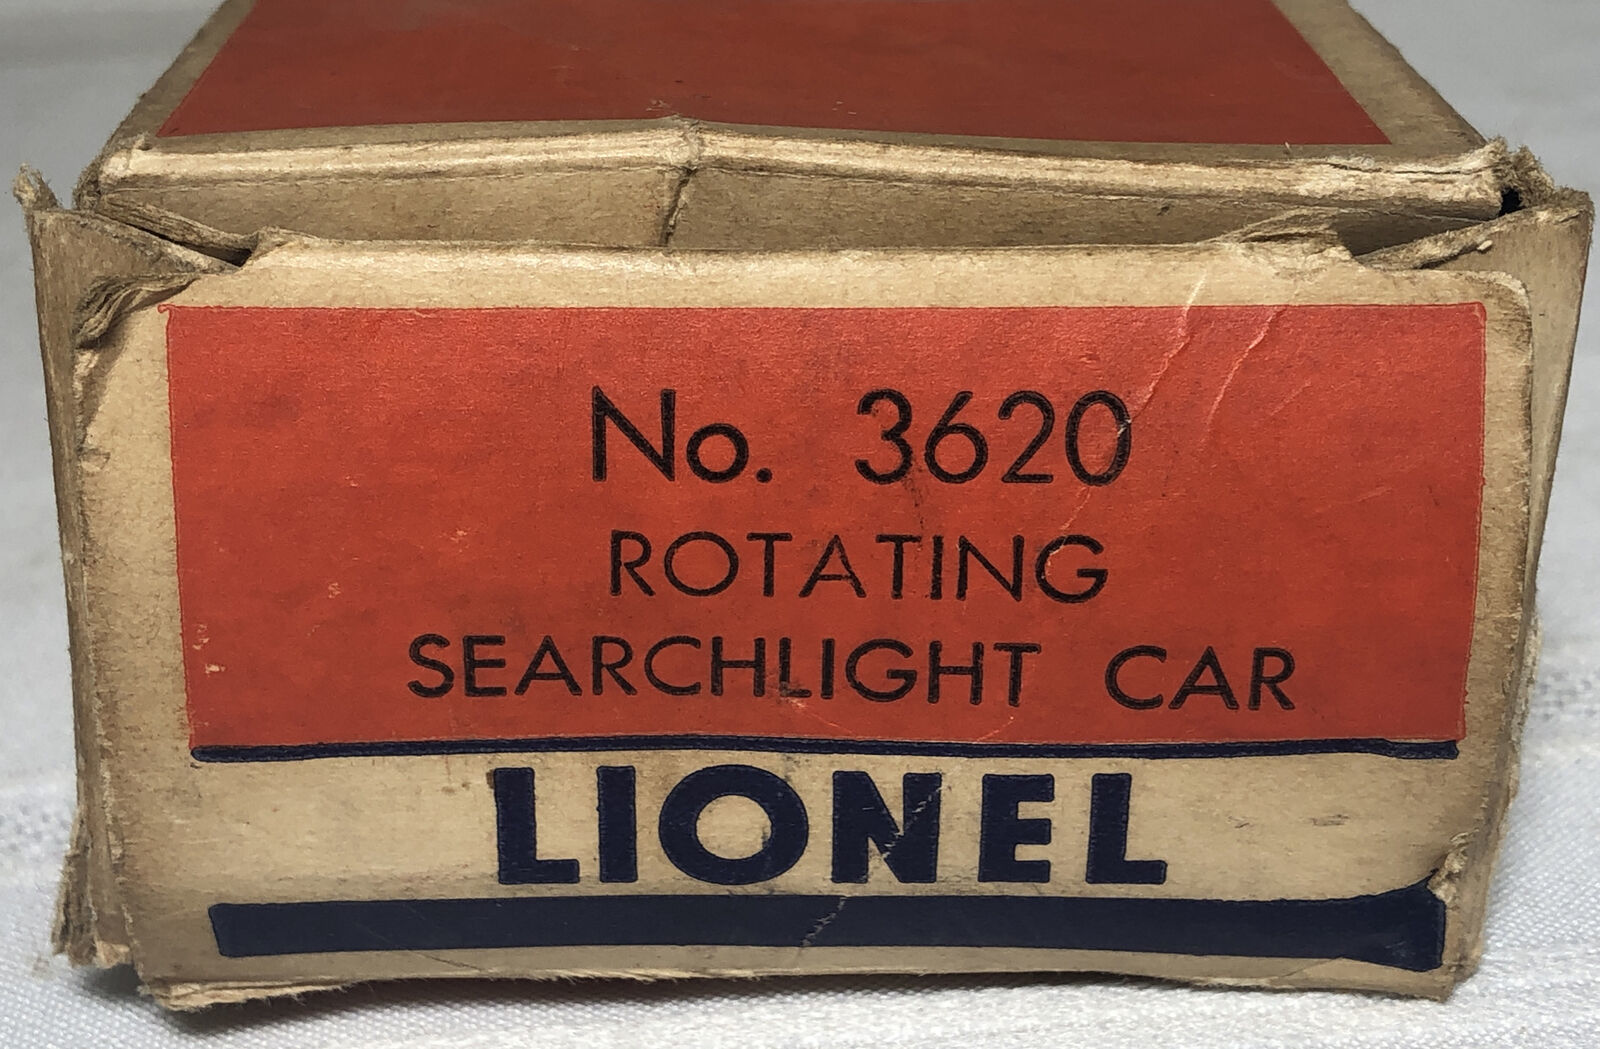 No. 3620
ROTATING
SEARCHLIGHT CAR
LIONEL